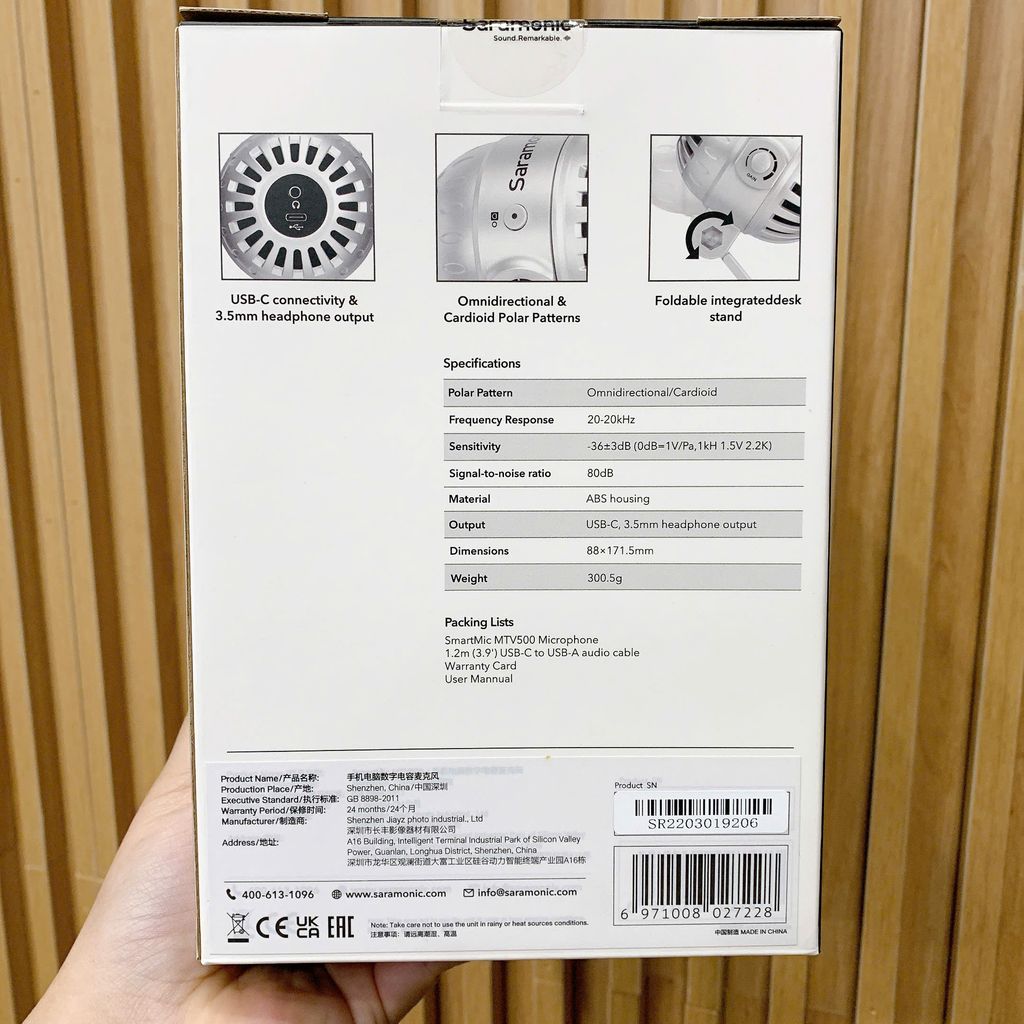 Saramonic
Sound.Remarkable.
Saramo
GAIN
USB-C connectivity &
3.5mm headphone output
Omnidirectional &
Cardioid Polar Patterns
Foldable integrateddesk
stand
Specifications
Polar Pattern Omnidirectional/Cardioid
Frequency Response 20-20kHz
Sensitivity -36±3dB (0dB=1V/Pa,1kH 1.5V 2.2K)
Signal-to-noise ratio 80dB
Material ABS housing
Output USB-C, 3.5mm headphone output
Dimensions 88×171.5mm
Weight 300.5g
Packing Lists
SmartMic MTV500 Microphone
1.2m (3.9') USB-C to USB-A audio cable
Warranty Card
User Mannual
Product Name/产品名称: 手机电脑数字电容麦克风
Production Place/产地: Shenzhen, China/中国深圳
Executive Standard/执行标准: GB 8898-2011
Warranty Period/保修时间: 24 months/24个月
Manufacturer/制造商: Shenzhen Jiayz photo industrial., Ltd
深圳市长丰影像器材有限公司
Address/地址: A16 Building, Intelligent Terminal Industrial Park of Silicon Valley
Power, Guanlan, Longhua District, Shenzhen, China
深圳市龙华区观澜街道大富工业区硅谷动力智能终端产业园A16栋
400-613-1096 www.saramonic.com info@saramonic.com
CE UK CA EAC
Note: Take care not to use the unit in rainy or heat sources conditions.
注意事项: 请远离潮湿、高温
Product SN
SR2203019206
6 971008 027228
中国制造 MADE IN CHINA